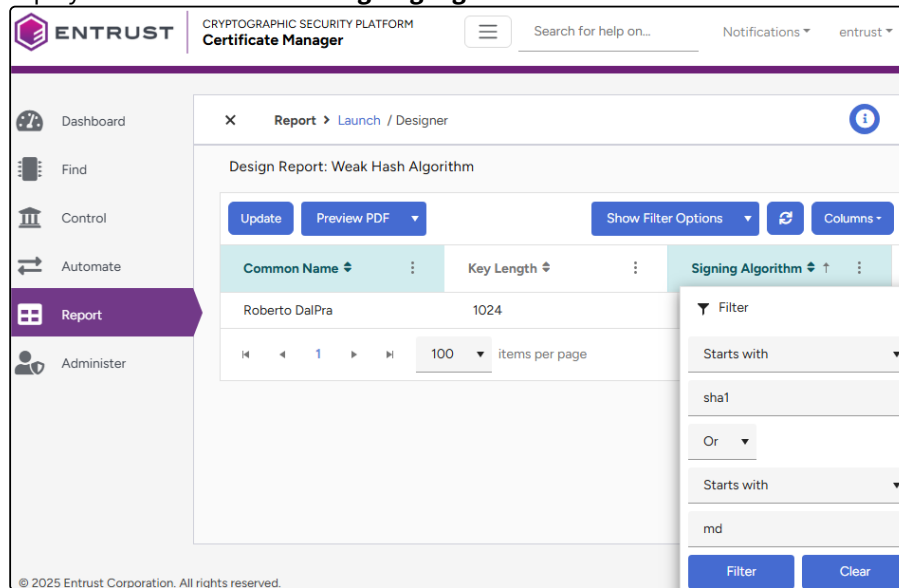 ENTRUST
CRYPTOGRAPHIC SECURITY PLATFORM
Certificate Manager
Search for help on...
Notifications
entrust
Dashboard
Find
Control
Automate
Report
Administer
Report > Launch / Designer
Design Report: Weak Hash Algorithm
Update
Preview PDF
Show Filter Options
Columns
Common Name
Key Length
Signing Algorithm
Roberto DalPra
1024
1
100
items per page
Filter
Starts with
sha1
Or
Starts with
md
Filter
Clear
© 2025 Entrust Corporation. All rights reserved.